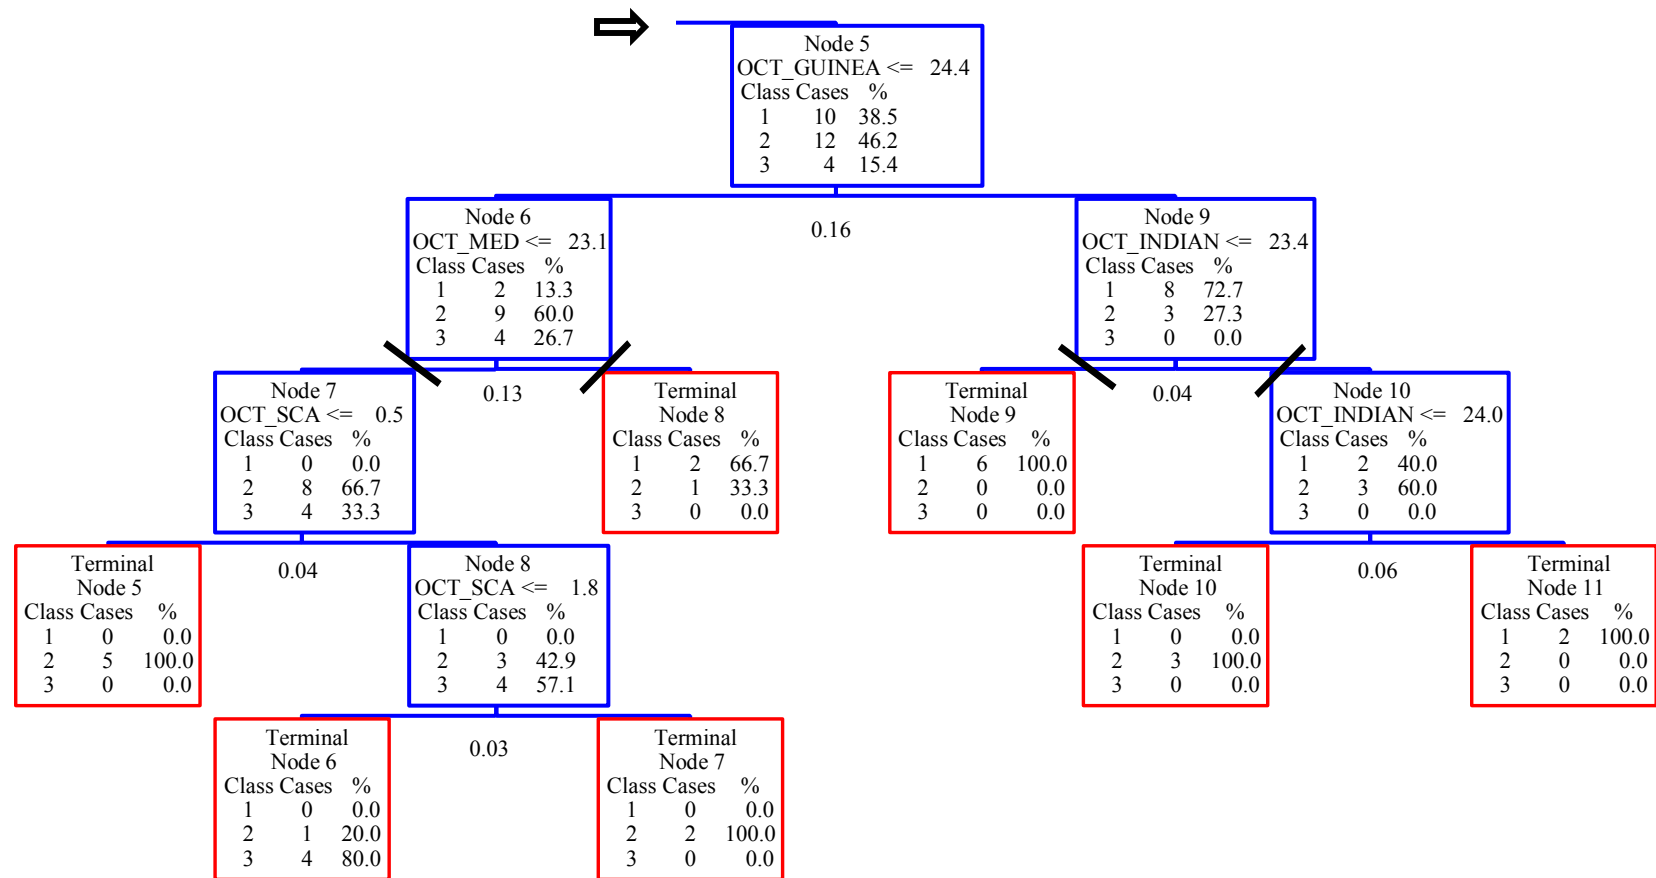 Node 5
OCT_GUINEA <= 24.4
Class Cases %
1 10 38.5
2 12 46.2
3 4 15.4
0.16
Node 6
OCT_MED <= 23.1
Class Cases %
1 2 13.3
2 9 60.0
3 4 26.7
Node 9
OCT_INDIAN <= 23.4
Class Cases %
1 8 72.7
2 3 27.3
3 0 0.0
0.13
0.04
Node 7
OCT_SCA <= 0.5
Class Cases %
1 0 0.0
2 8 66.7
3 4 33.3
Terminal
Node 8
Class Cases %
1 2 66.7
2 1 33.3
3 0 0.0
Terminal
Node 9
Class Cases %
1 6 100.0
2 0 0.0
3 0 0.0
Node 10
OCT_INDIAN <= 24.0
Class Cases %
1 2 40.0
2 3 60.0
3 0 0.0
0.04
0.06
Terminal
Node 5
Class Cases %
1 0 0.0
2 5 100.0
3 0 0.0
Node 8
OCT_SCA <= 1.8
Class Cases %
1 0 0.0
2 3 42.9
3 4 57.1
Terminal
Node 10
Class Cases %
1 0 0.0
2 3 100.0
3 0 0.0
Terminal
Node 11
Class Cases %
1 2 100.0
2 0 0.0
3 0 0.0
0.03
Terminal
Node 6
Class Cases %
1 0 0.0
2 1 20.0
3 4 80.0
Terminal
Node 7
Class Cases %
1 0 0.0
2 2 100.0
3 0 0.0